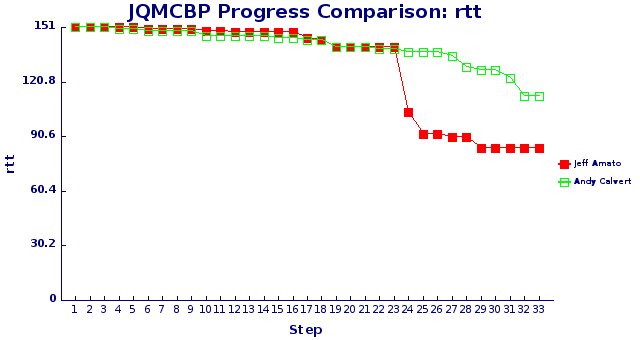 JQMCBP Progress Comparison: rtt
151
120.8
90.6
60.4
30.2
0
rtt
1 2 3 4 5 6 7 8 9 10 11 12 13 14 15 16 17 18 19 20 21 22 23 24 25 26 27 28 29 30 31 32 33
Step
Jeff Amato
Andy Calvert